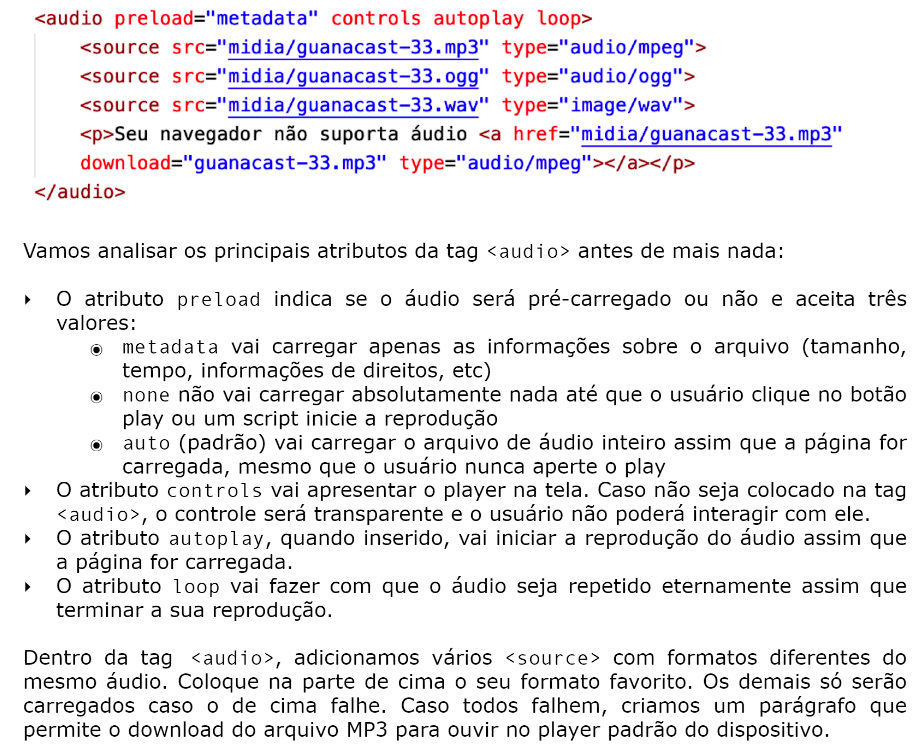 <audio preload="metadata" controls autoplay loop>
<source src="midia/guanacast-33.mp3" type="audio/mpeg">
<source src="midia/guanacast-33.ogg" type="audio/ogg">
<source src="midia/guanacast-33.wav" type="image/wav">
<p>Seu navegador não suporta áudio <a href="midia/guanacast-33.mp3"
download="guanacast-33.mp3" type="audio/mpeg"></a></p>
</audio>
Vamos analisar os principais atributos da tag <audio> antes de mais nada:
‣ O atributo preload indica se o áudio será pré-carregado ou não e aceita três
valores:
◉ metadata vai carregar apenas as informações sobre o arquivo (tamanho,
tempo, informações de direitos, etc)
◉ none não vai carregar absolutamente nada até que o usuário clique no botão
play ou um script inicie a reprodução
◉ auto (padrão) vai carregar o arquivo de áudio inteiro assim que a página for
carregada, mesmo que o usuário nunca aperte o play
‣ O atributo controls vai apresentar o player na tela. Caso não seja colocado na tag
<audio>, o controle será transparente e o usuário não poderá interagir com ele.
‣ O atributo autoplay, quando inserido, vai iniciar a reprodução do áudio assim que
a página for carregada.
‣ O atributo loop vai fazer com que o áudio seja repetido eternamente assim que
terminar a sua reprodução.
Dentro da tag <audio>, adicionamos vários <source> com formatos diferentes do
mesmo áudio. Coloque na parte de cima o seu formato favorito. Os demais só serão
carregados caso o de cima falhe. Caso todos falhem, criamos um parágrafo que
permite o download do arquivo MP3 para ouvir no player padrão do dispositivo.